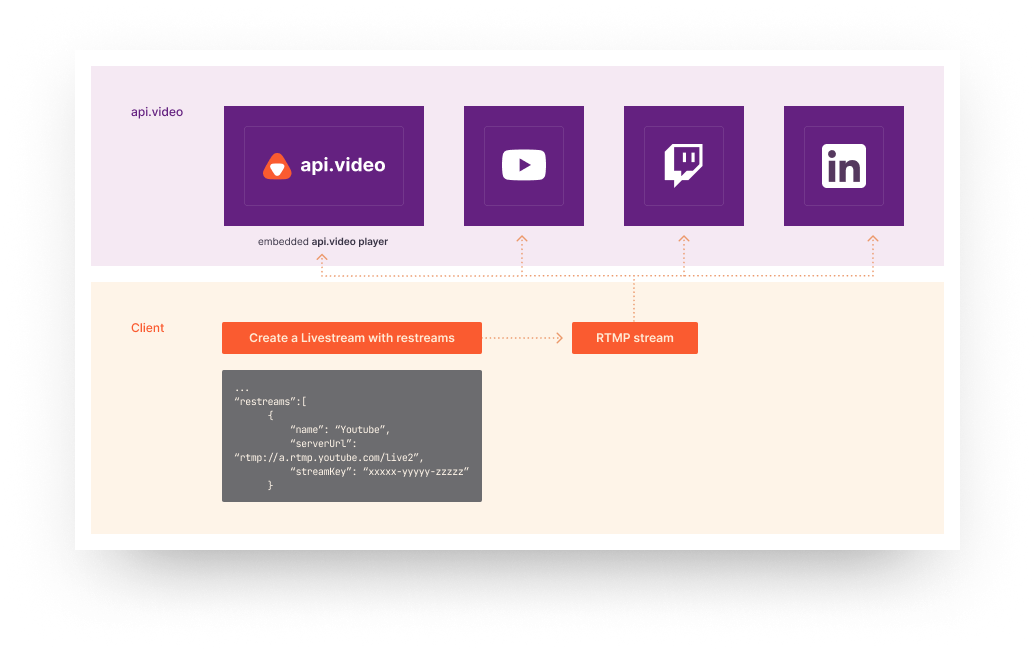 api.video
api.video
in
embedded api.video player
Client
Create a Livestream with restreams
RTMP stream
...
“restreams”:[
{
“name”: “Youtube”,
“serverUrl”:
“rtmp://a.rtmp.youtube.com/live2”,
“streamKey”: “xxxxx-yyyyy-zzzzz”
}